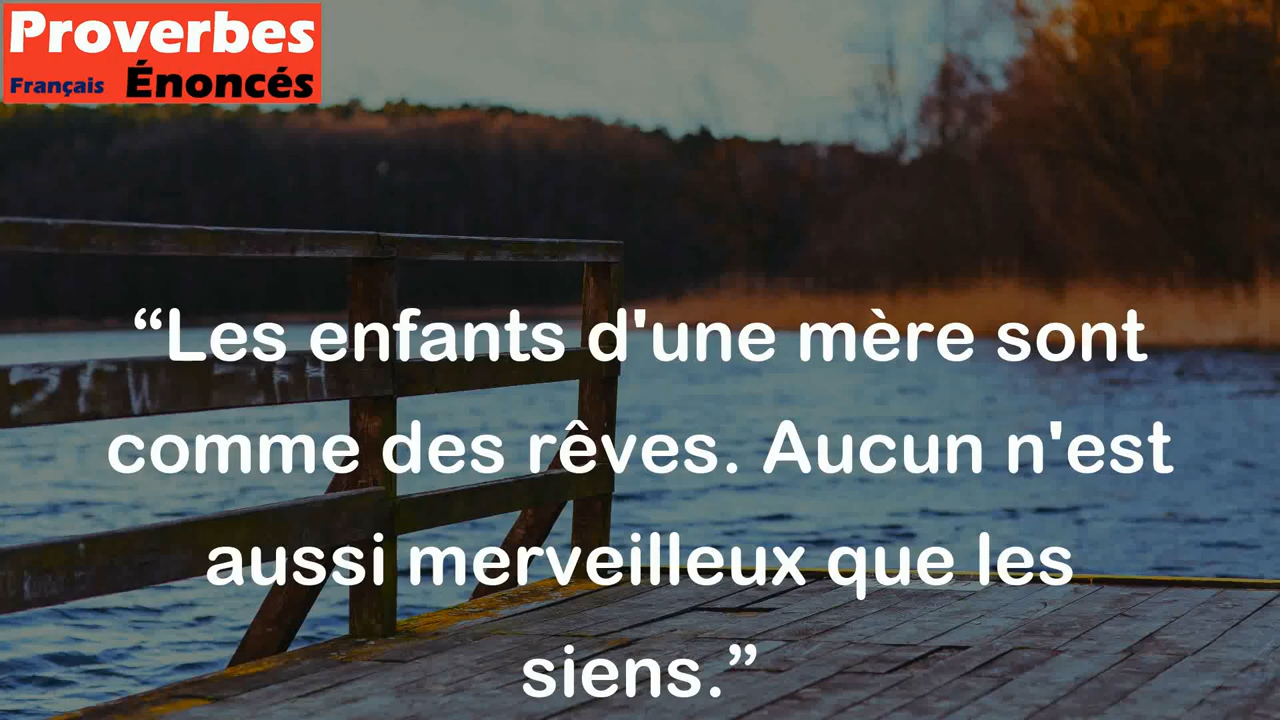 Proverbes
Français Énoncés
“Les enfants d'une mère sont
comme des rêves. Aucun n'est
aussi merveilleux que les
siens.”